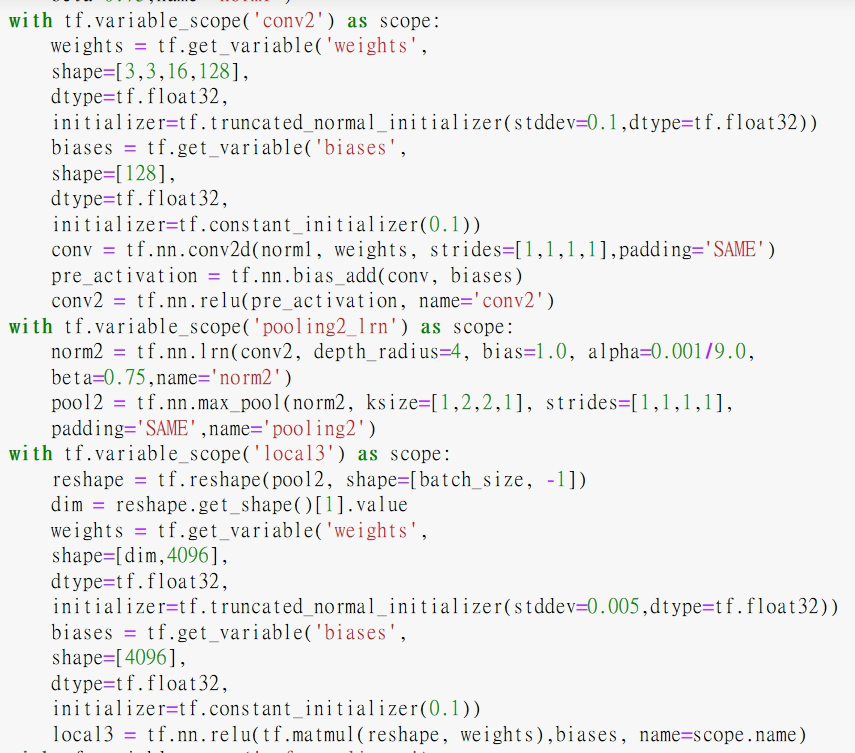 with tf.variable_scope('conv2') as scope:
    weights = tf.get_variable('weights',
    shape=[3,3,16,128],
    dtype=tf.float32,
    initializer=tf.truncated_normal_initializer(stddev=0.1,dtype=tf.float32))
    biases = tf.get_variable('biases',
    shape=[128],
    dtype=tf.float32,
    initializer=tf.constant_initializer(0.1))
    conv = tf.nn.conv2d(norm1, weights, strides=[1,1,1,1],padding='SAME')
    pre_activation = tf.nn.bias_add(conv, biases)
    conv2 = tf.nn.relu(pre_activation, name='conv2')
with tf.variable_scope('pooling2_lrn') as scope:
    norm2 = tf.nn.lrn(conv2, depth_radius=4, bias=1.0, alpha=0.001/9.0,
    beta=0.75,name='norm2')
    pool2 = tf.nn.max_pool(norm2, ksize=[1,2,2,1], strides=[1,1,1,1],
    padding='SAME',name='pooling2')
with tf.variable_scope('local3') as scope:
    reshape = tf.reshape(pool2, shape=[batch_size, -1])
    dim = reshape.get_shape()[1].value
    weights = tf.get_variable('weights',
    shape=[dim,4096],
    dtype=tf.float32,
    initializer=tf.truncated_normal_initializer(stddev=0.005,dtype=tf.float32))
    biases = tf.get_variable('biases',
    shape=[4096],
    dtype=tf.float32,
    initializer=tf.constant_initializer(0.1))
    local3 = tf.nn.relu(tf.matmul(reshape, weights),biases, name=scope.name)